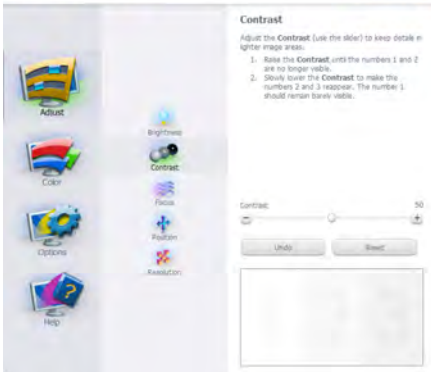 Contrast
Adjust the Contrast (use the slider) to keep details in
lighter image areas.
1. Raise the Contrast until the numbers 1 and 2
are no longer visible.
2. Slowly lower the Contrast to make the
numbers 2 and 3 reappear. The number 1
should remain barely visible.
Adjust
Color
Options
Help
Brightness
Contrast
Focus
Position
Resolution
Contrast:
50
Undo
Reset